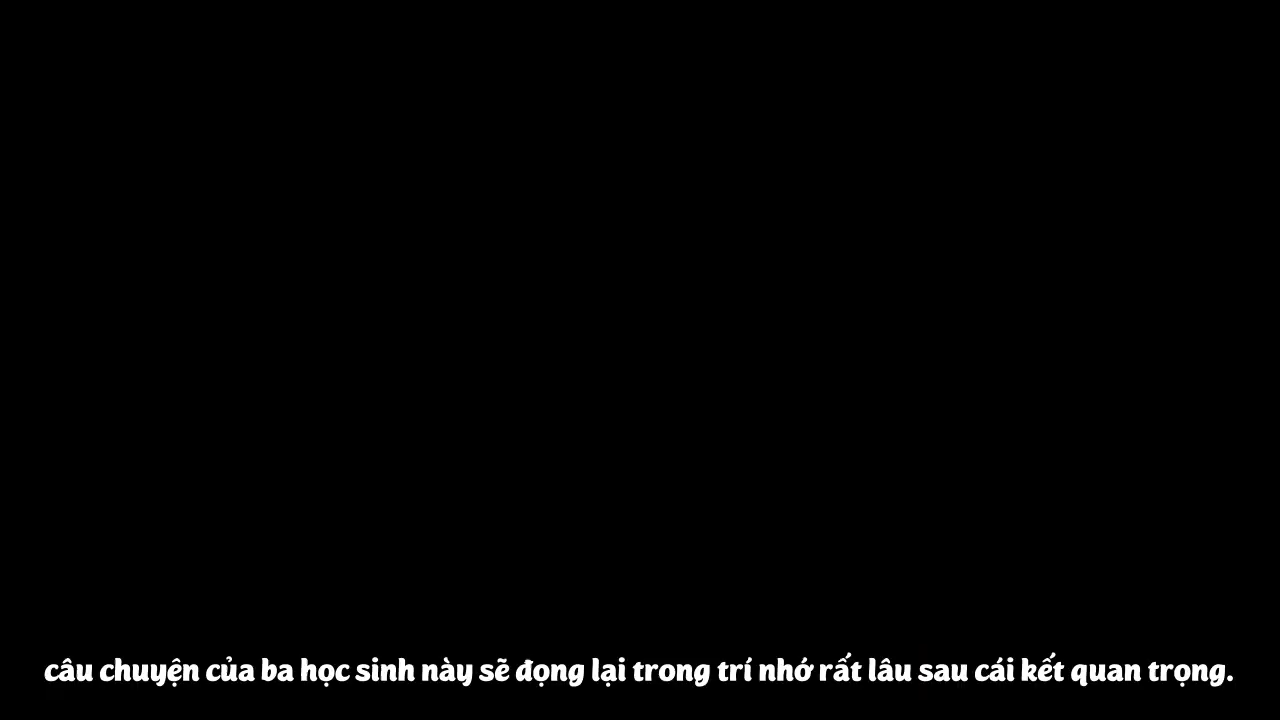 câu chuyện của ba học sinh này sẽ đọng lại trong trí nhớ rất lâu sau cái kết quan trọng.